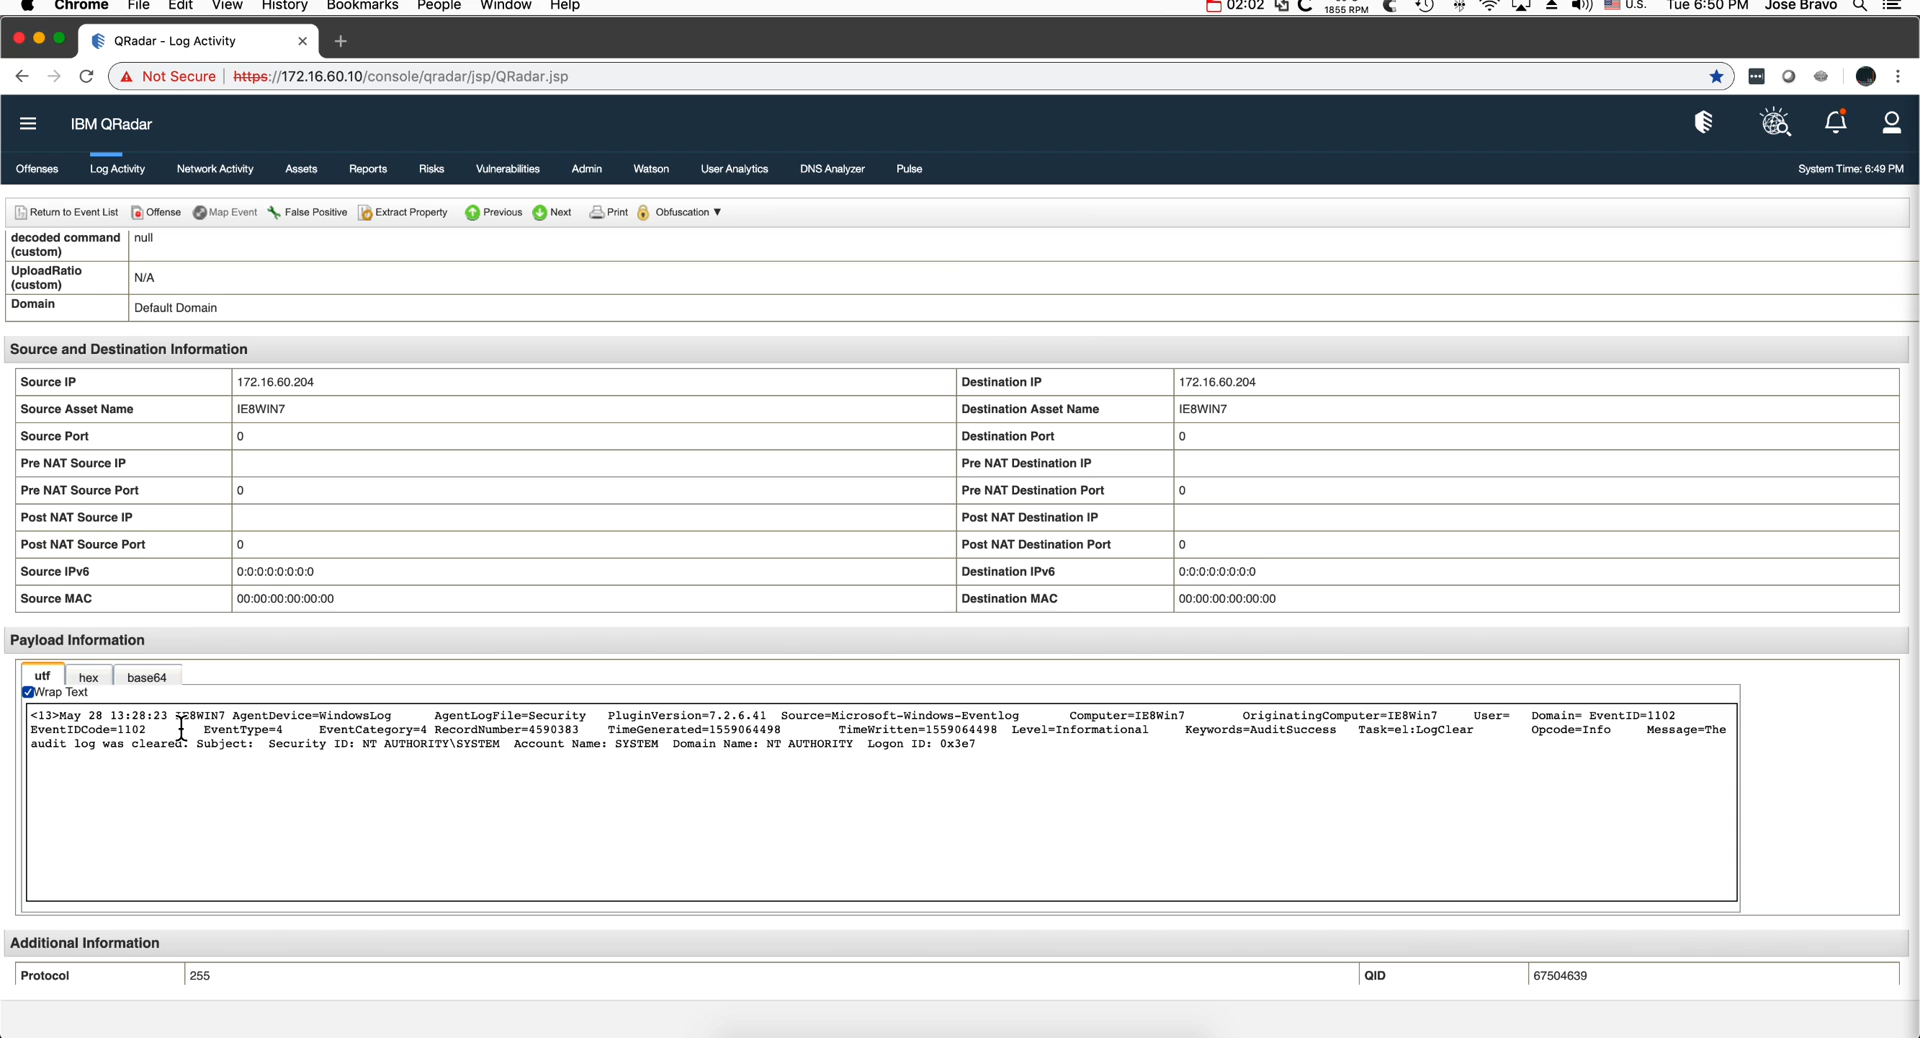 Chrome File Edit View History Bookmarks People Window Help 02:02 1855 RPM U.S. Tue 6:50 PM Jose Bravo
QRadar - Log Activity
Not Secure https://172.16.60.10/console/qradar/jsp/QRadar.jsp
IBM QRadar
Offenses Log Activity Network Activity Assets Reports Risks Vulnerabilities Admin Watson User Analytics DNS Analyzer Pulse System Time: 6:49 PM
Return to Event List Offense Map Event False Positive Extract Property Previous Next Print Obfuscation ▼
decoded command (custom) null
UploadRatio (custom) N/A
Domain Default Domain
Source and Destination Information
Source IP 172.16.60.204 Destination IP 172.16.60.204
Source Asset Name IE8WIN7 Destination Asset Name IE8WIN7
Source Port 0 Destination Port 0
Pre NAT Source IP Pre NAT Destination IP
Pre NAT Source Port 0 Pre NAT Destination Port 0
Post NAT Source IP Post NAT Destination IP
Post NAT Source Port 0 Post NAT Destination Port 0
Source IPv6 0:0:0:0:0:0:0:0 Destination IPv6 0:0:0:0:0:0:0:0
Source MAC 00:00:00:00:00:00 Destination MAC 00:00:00:00:00:00
Payload Information
utf hex base64
Wrap Text
<13>May 28 13:28:23 IE8WIN7 AgentDevice=WindowsLog AgentLogFile=Security PluginVersion=7.2.6.41 Source=Microsoft-Windows-Eventlog Computer=IE8Win7 OriginatingComputer=IE8Win7 User= Domain= EventID=1102
EventIDCode=1102 EventType=4 EventCategory=4 RecordNumber=4590383 TimeGenerated=1559064498 TimeWritten=1559064498 Level=Informational Keywords=AuditSuccess Task=el:LogClear Opcode=Info Message=The
audit log was cleared. Subject: Security ID: NT AUTHORITY\SYSTEM Account Name: SYSTEM Domain Name: NT AUTHORITY Logon ID: 0x3e7
Additional Information
Protocol 255 QID 67504639